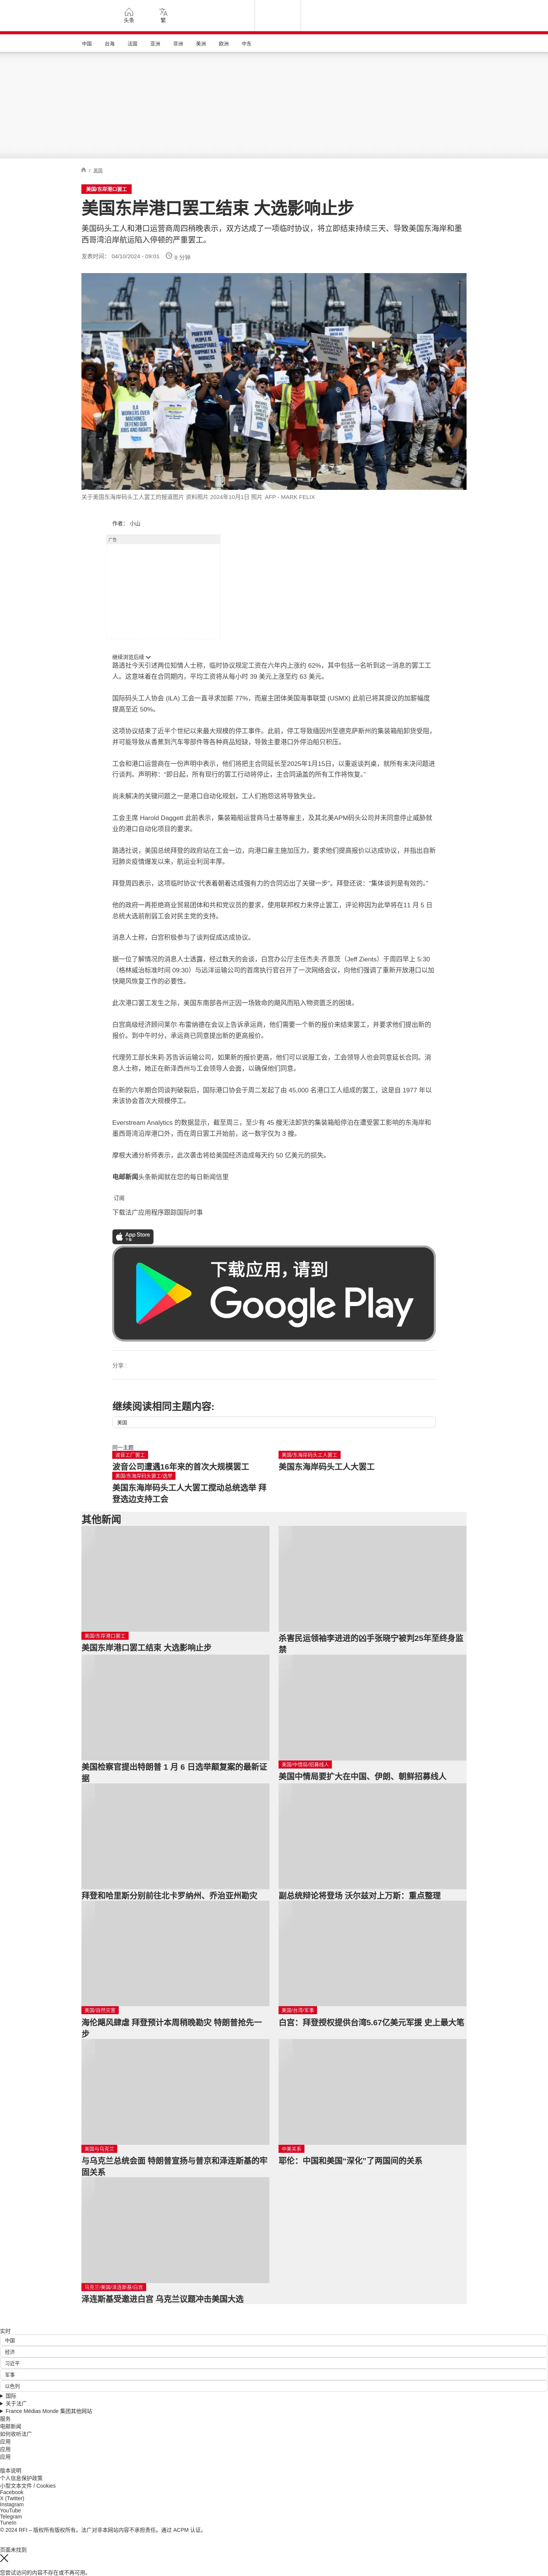 头条
繁
中国
台海
法国
亚洲
非洲
美洲
欧洲
中东
/ 美国
美国/东岸港口罢工
美国东岸港口罢工结束 大选影响止步
美国码头工人和港口运营商周四稍晚表示，双方达成了一项临时协议，将立即结束持续三天、导致美国东海岸和墨西哥湾沿岸航运陷入停顿的严重罢工。
发表时间： 04/10/2024 - 09:01
8 分钟
关于美国东海岸码头工人罢工的报道图片 资料照片 2024年10月1日 照片 AFP - MARK FELIX
作者： 小山
广告
继续浏览后续
路透社今天引述两位知情人士称，临时协议规定工资在六年内上涨约 62%，其中包括一名听到这一消息的罢工工人。这意味着在合同期内，平均工资将从每小时 39 美元上涨至约 63 美元。
国际码头工人协会 (ILA) 工会一直寻求加薪 77%，而雇主团体美国海事联盟 (USMX) 此前已将其提议的加薪幅度提高至近 50%。
这项协议结束了近半个世纪以来最大规模的停工事件。此前，停工导致缅因州至德克萨斯州的集装箱船卸货受阻，并可能导致从香蕉到汽车零部件等各种商品短缺，导致主要港口外停泊船只积压。
工会和港口运营商在一份声明中表示，他们将把主合同延长至2025年1月15日，以重返谈判桌，就所有未决问题进行谈判。声明称：“即日起，所有现行的罢工行动将停止，主合同涵盖的所有工作将恢复。”
尚未解决的关键问题之一是港口自动化规划，工人们抱怨这将导致失业。
工会主席 Harold Daggett 此前表示，集装箱船运营商马士基等雇主，及其北美APM码头公司并未同意停止威胁就业的港口自动化项目的要求。
路透社说，美国总统拜登的政府站在工会一边，向港口雇主施加压力，要求他们提高报价以达成协议，并指出自新冠肺炎疫情爆发以来，航运业利润丰厚。
拜登周四表示，这项临时协议“代表着朝着达成强有力的合同迈出了关键一步”。拜登还说：“集体谈判是有效的。”
他的政府一再拒绝商业贸易团体和共和党议员的要求，使用联邦权力来停止罢工，评论称因为此举将在11 月 5 日总统大选前削弱工会对民主党的支持。
消息人士称，白宫积极参与了谈判促成达成协议。
据一位了解情况的消息人士透露，经过数天的会谈，白宫办公厅主任杰夫·齐恩茨（Jeff Zients）于周四早上 5:30（格林威治标准时间 09:30）与远洋运输公司的首席执行官召开了一次网络会议，向他们强调了重新开放港口以加快飓风恢复工作的必要性。
此次港口罢工发生之际，美国东南部各州正因一场致命的飓风而陷入物资匮乏的困境。
白宫高级经济顾问莱尔·布雷纳德在会议上告诉承运商，他们需要一个新的报价来结束罢工，并要求他们提出新的报价。到中午时分，承运商已同意提出新的更高报价。
代理劳工部长朱莉·苏告诉运输公司，如果新的报价更高，他们可以说服工会，工会领导人也会同意延长合同。消息人士称，她正在新泽西州与工会领导人会面，以确保他们同意。
在新的六年期合同谈判破裂后，国际港口协会于周二发起了由 45,000 名港口工人组成的罢工，这是自 1977 年以来该协会首次大规模停工。
Everstream Analytics 的数据显示，截至周三，至少有 45 艘无法卸货的集装箱船停泊在遭受罢工影响的东海岸和墨西哥湾沿岸港口外，而在周日罢工开始前，这一数字仅为 3 艘。
摩根大通分析师表示，此次袭击将给美国经济造成每天约 50 亿美元的损失。
电邮新闻头条新闻就在您的每日新闻信里
订阅
下载法广应用程序跟踪国际时事
App Store
下载
下载应用，请到
Google Play
分享 :
继续阅读相同主题内容:
美国
同一主题
波音工厂罢工
波音公司遭遇16年来的首次大规模罢工
美国/东海岸码头工人罢工
美国东海岸码头工人大罢工
美国/东海岸码头罢工/选举
美国东海岸码头工人大罢工搅动总统选举 拜登选边支持工会
其他新闻
美国/东岸港口罢工
美国东岸港口罢工结束 大选影响止步
杀害民运领袖李进进的凶手张晓宁被判25年至终身监禁
美国检察官提出特朗普 1 月 6 日选举颠复案的最新证据
美国/中情局/招募线人
美国中情局要扩大在中国、伊朗、朝鲜招募线人
拜登和哈里斯分别前往北卡罗纳州、乔治亚州勘灾
副总统辩论将登场 沃尔兹对上万斯：重点整理
美国/自然灾害
海伦飓风肆虐 拜登预计本周稍晚勘灾 特朗普抢先一步
美国/台湾/军事
白宫：拜登授权提供台湾5.67亿美元军援 史上最大笔
美国与乌克兰
与乌克兰总统会面 特朗普宣扬与普京和泽连斯基的牢固关系
中美关系
耶伦：中国和美国“深化”了两国间的关系
乌克兰/美国/泽连斯基/白宫
泽连斯基受邀进白宫 乌克兰议题冲击美国大选
实时
中国
经济
习近平
军事
以色列
国际
关于法广
France Médias Monde 集团其他网站
服务
电邮新闻
如何收听法广
应用
应用
应用
版本说明
个人信息保护政策
小型文本文件 / Cookies
Facebook
X (Twitter)
Instagram
YouTube
Telegram
TuneIn
© 2024 RFI – 版权所有版权所有。法广对非本网站内容不承担责任。通过 ACPM 认证。
页面未找到
您尝试访问的内容不存在或不再可用。